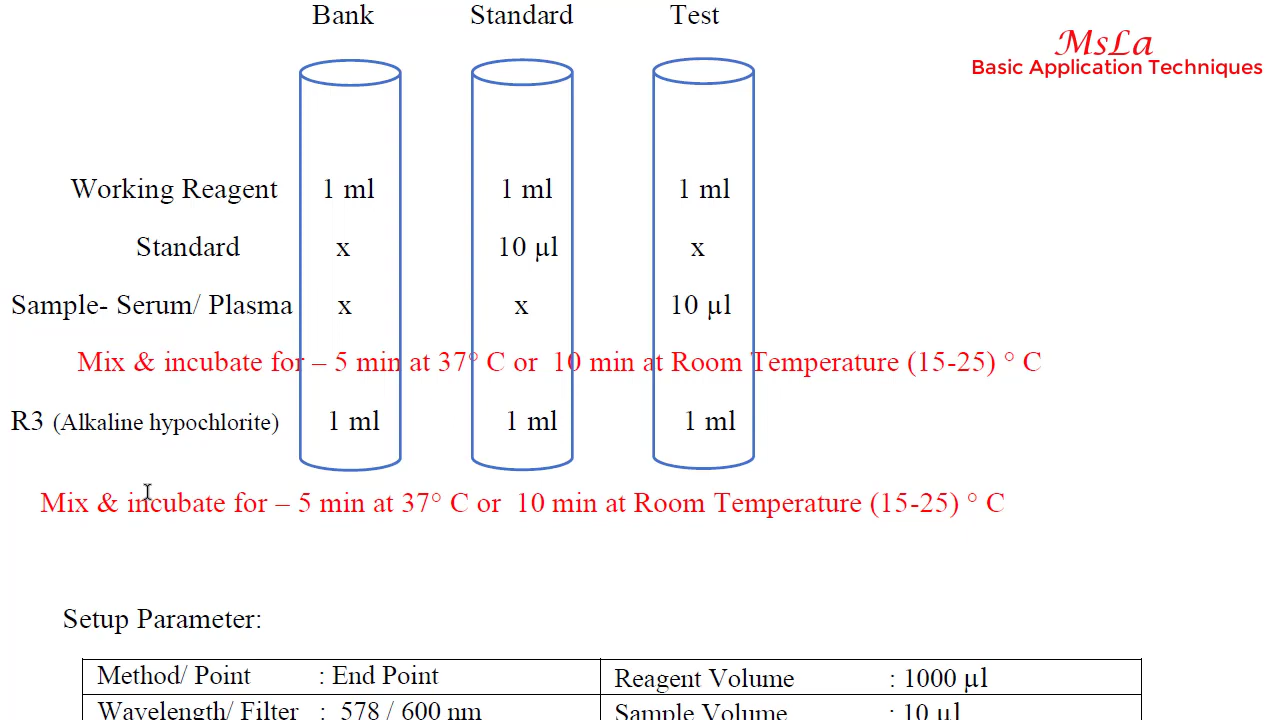 Bank Standard Test
MsLa
Basic Application Techniques
Working Reagent 1 ml 1 ml 1 ml
Standard x 10 µl x
Sample- Serum/ Plasma x x 10 µl
Mix & incubate for – 5 min at 37° C or 10 min at Room Temperature (15-25) ° C
R3 (Alkaline hypochlorite) 1 ml 1 ml 1 ml
Mix & incubate for – 5 min at 37° C or 10 min at Room Temperature (15-25) ° C
Setup Parameter:
Method/ Point : End Point Reagent Volume : 1000 µl
Wavelength/ Filter : 578 / 600 nm Sample Volume : 10 µl